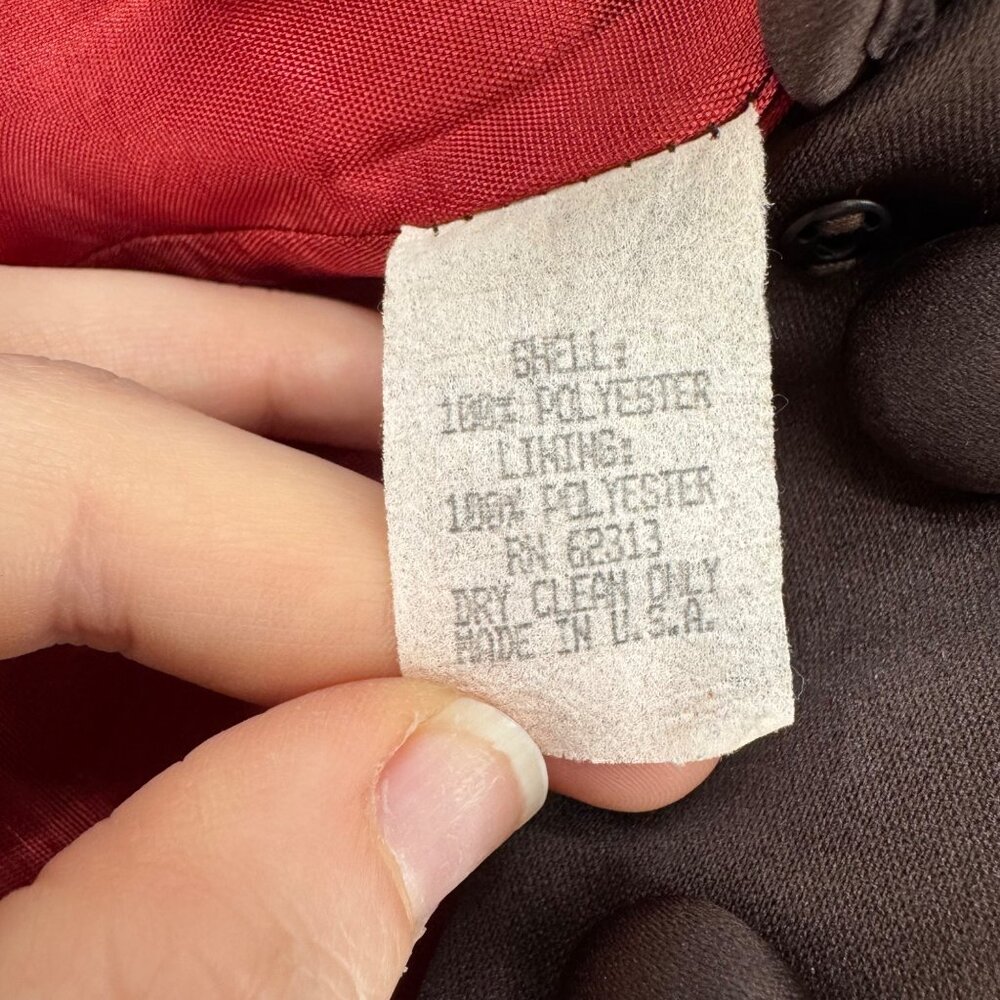 SHELL:
100% POLYESTER
LINING:
100% POLYESTER
RN 62313
DRY CLEAN ONLY
MADE IN U.S.A.